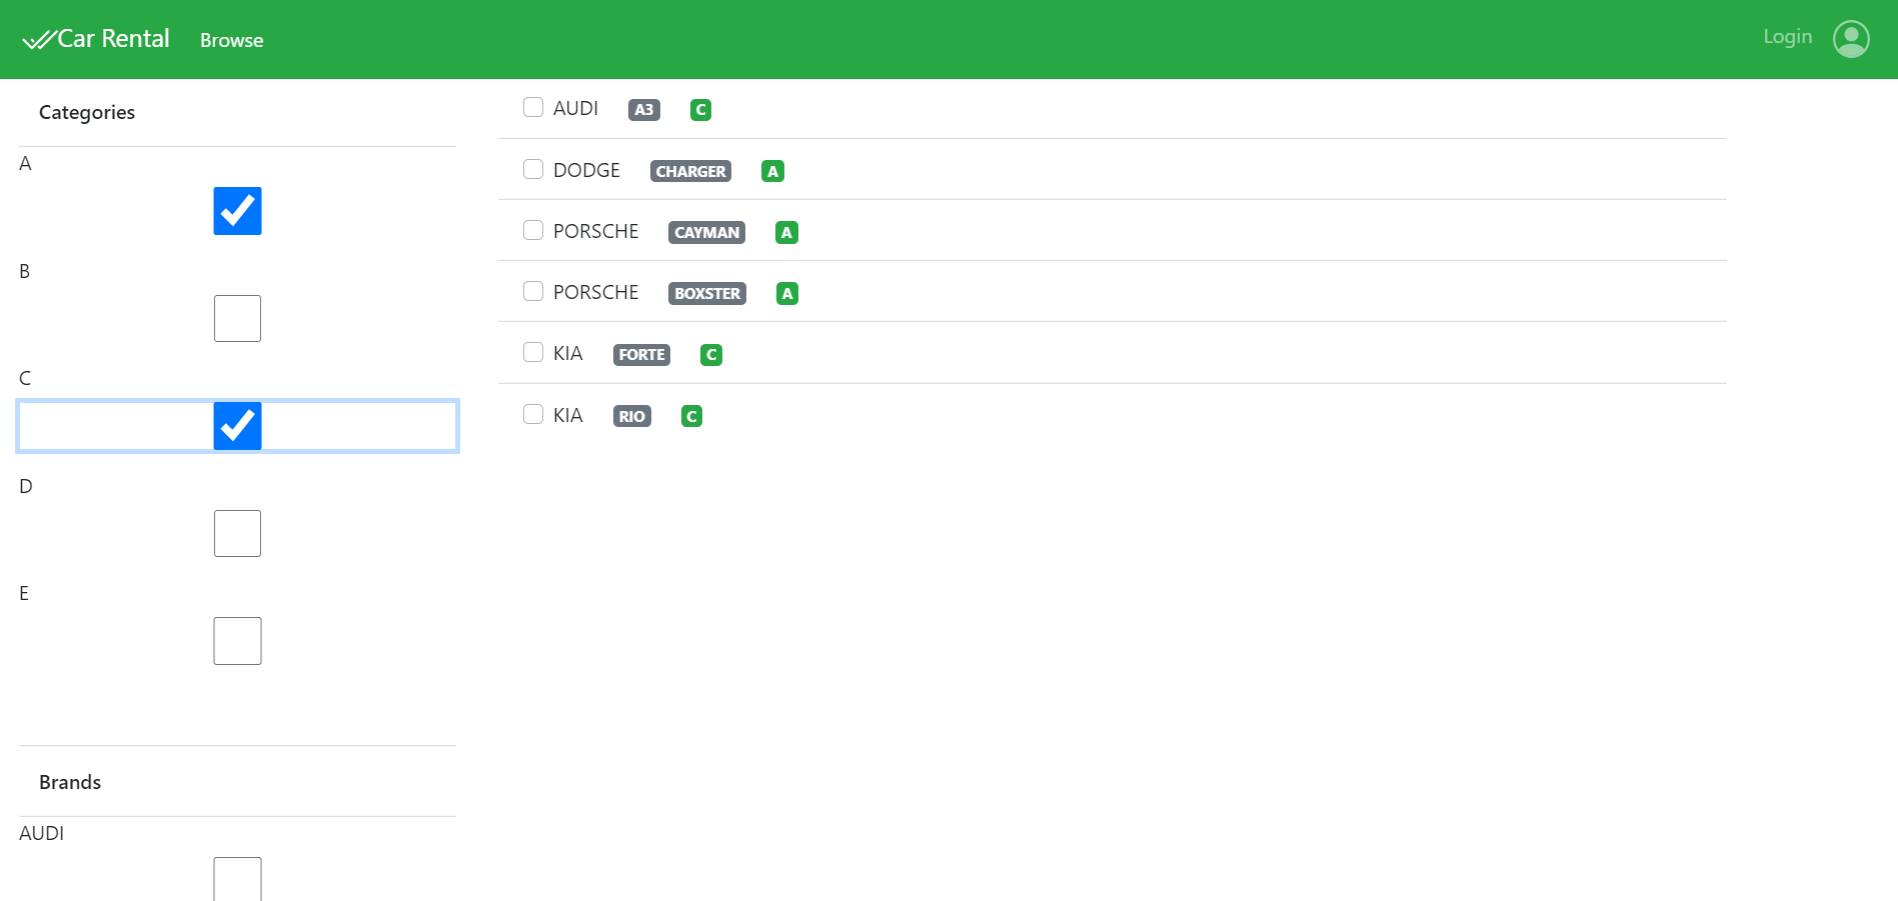 Car Rental Browse Login
Categories
A
B
C
D
E
Brands
AUDI
AUDI A3 C
DODGE CHARGER A
PORSCHE CAYMAN A
PORSCHE BOXSTER A
KIA FORTE C
KIA RIO C